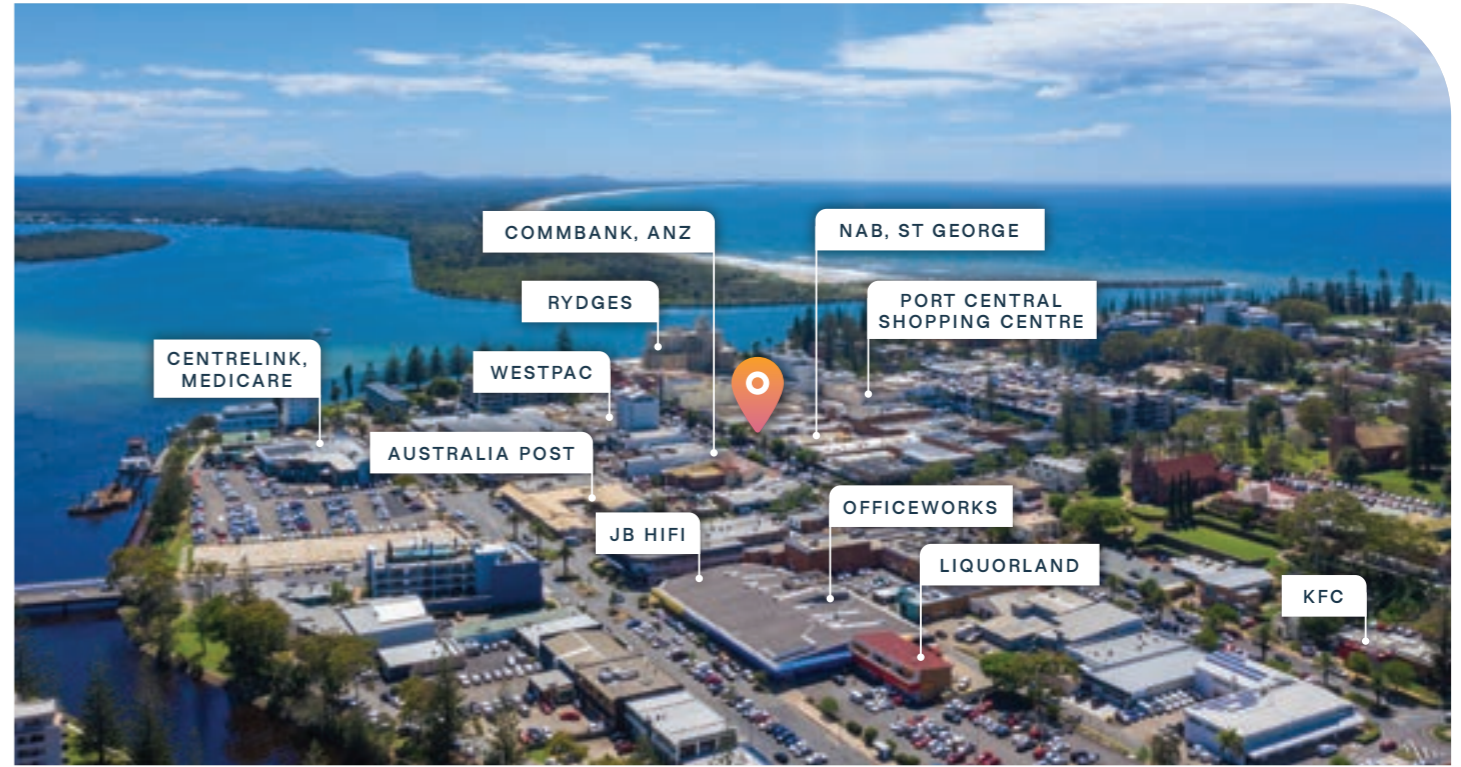 COMMBANK, ANZ
NAB, ST GEORGE
RYDGES
PORT CENTRAL
SHOPPING CENTRE
CENTRELINK,
MEDICARE
WESTPAC
AUSTRALIA POST
OFFICEWORKS
JB HIFI
LIQUORLAND
KFC